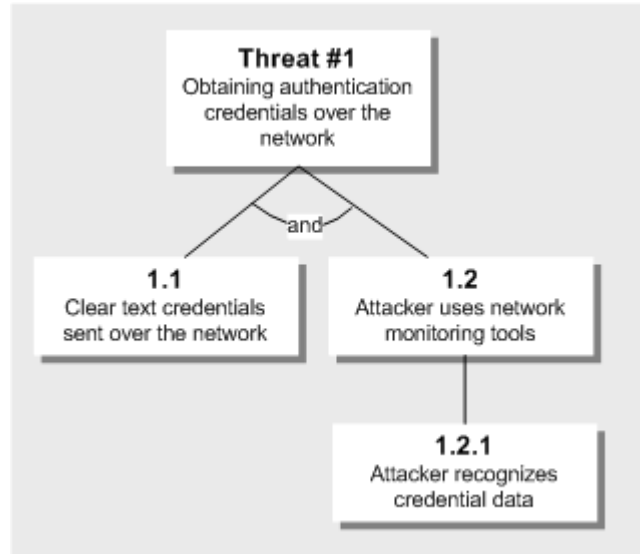 Threat #1
Obtaining authentication
credentials over the
network
and
1.1
Clear text credentials
sent over the network
1.2
Attacker uses network
monitoring tools
1.2.1
Attacker recognizes
credential data